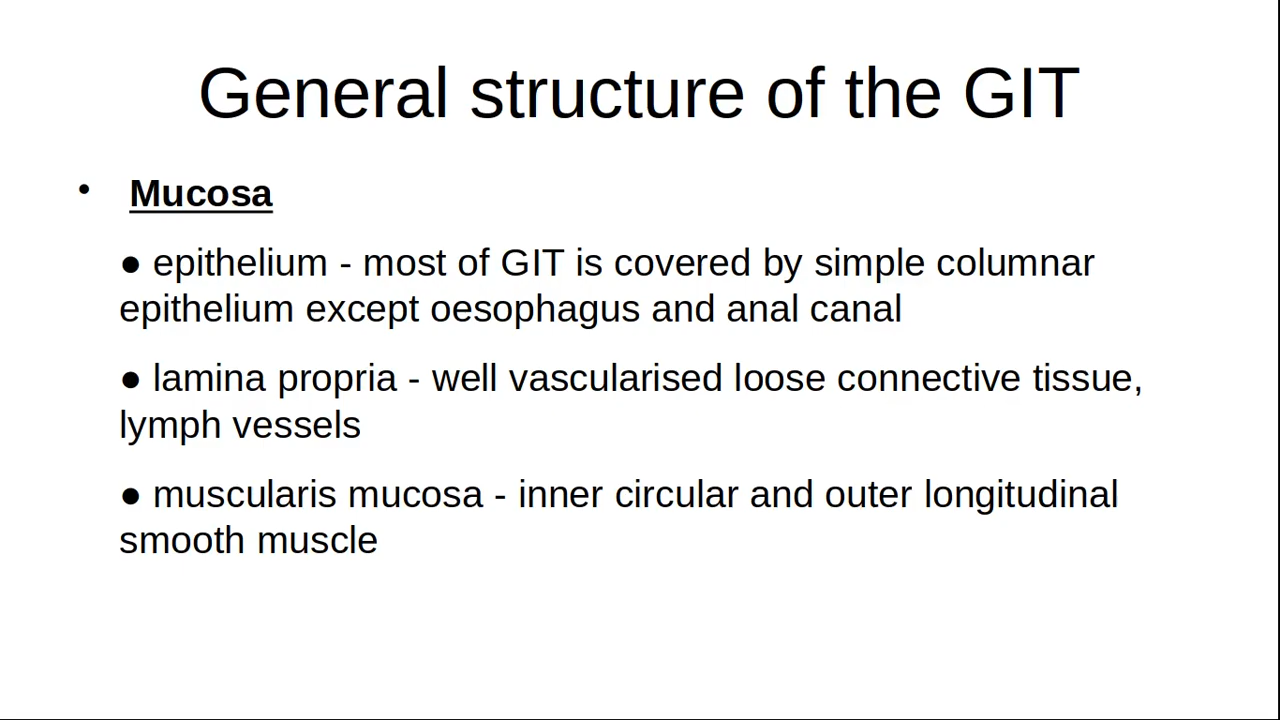 General structure of the GIT
• Mucosa
● epithelium - most of GIT is covered by simple columnar
epithelium except oesophagus and anal canal
● lamina propria - well vascularised loose connective tissue,
lymph vessels
● muscularis mucosa - inner circular and outer longitudinal
smooth muscle